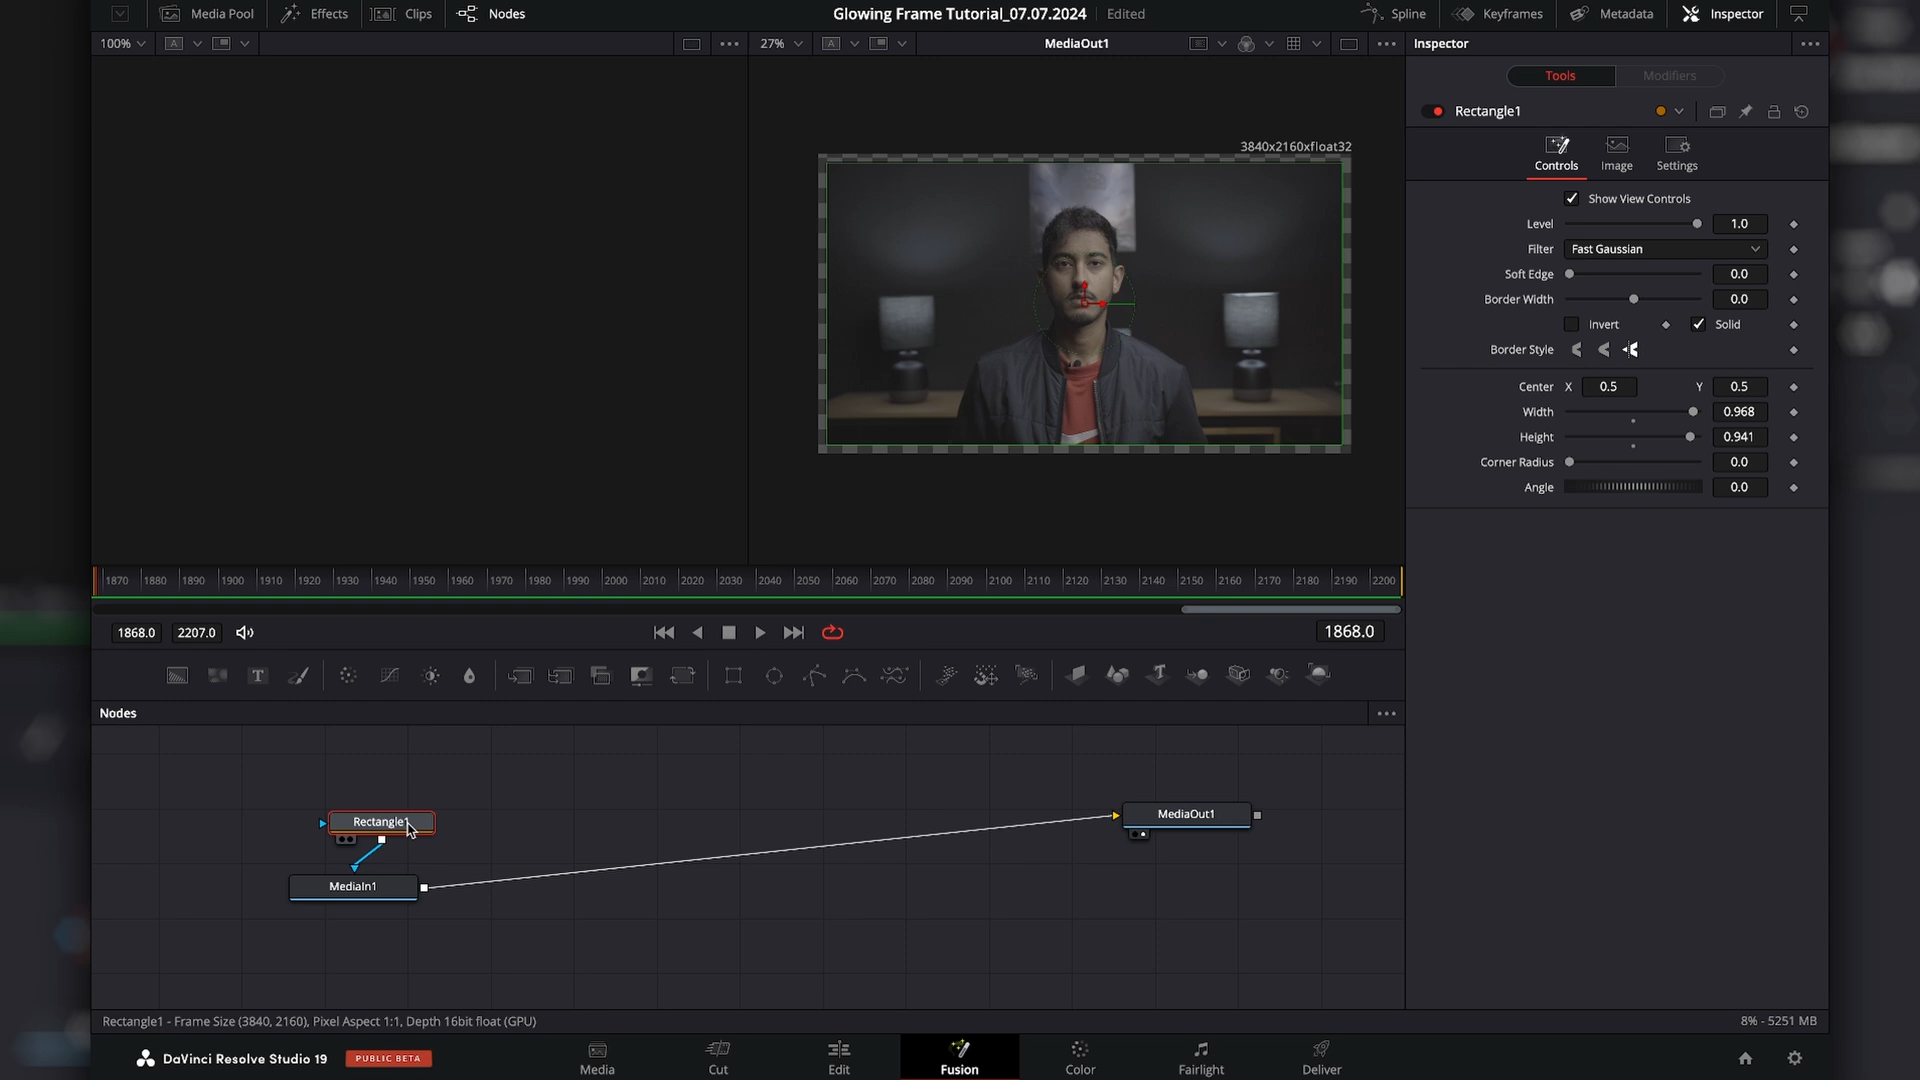 Media Pool
Effects
Clips
Nodes
Glowing Frame Tutorial_07.07.2024
Edited
Spline
Keyframes
Metadata
Inspector
100%
A
27%
A
MediaOut1
Inspector
Tools
Modifiers
Rectangle1
Controls
Image
Settings
3840x2160xfloat32
Show View Controls
Level 1.0
Filter Fast Gaussian
Soft Edge 0.0
Border Width 0.0
Invert Solid
Border Style
Center X 0.5 Y 0.5
Width 0.968
Height 0.941
Corner Radius 0.0
Angle 0.0
1870 1880 1890 1900 1910 1920 1930 1940 1950 1960 1970 1980 1990 2000 2010 2020 2030 2040 2050 2060 2070 2080 2090 2100 2110 2120 2130 2140 2150 2160 2170 2180 2190 2200
1868.0 2207.0
1868.0
Nodes
Rectangle1
MediaOut1
MediaIn1
Rectangle1 - Frame Size (3840, 2160), Pixel Aspect 1:1, Depth 16bit float (GPU)
8% - 5251 MB
DaVinci Resolve Studio 19
PUBLIC BETA
Media
Cut
Edit
Fusion
Color
Fairlight
Deliver